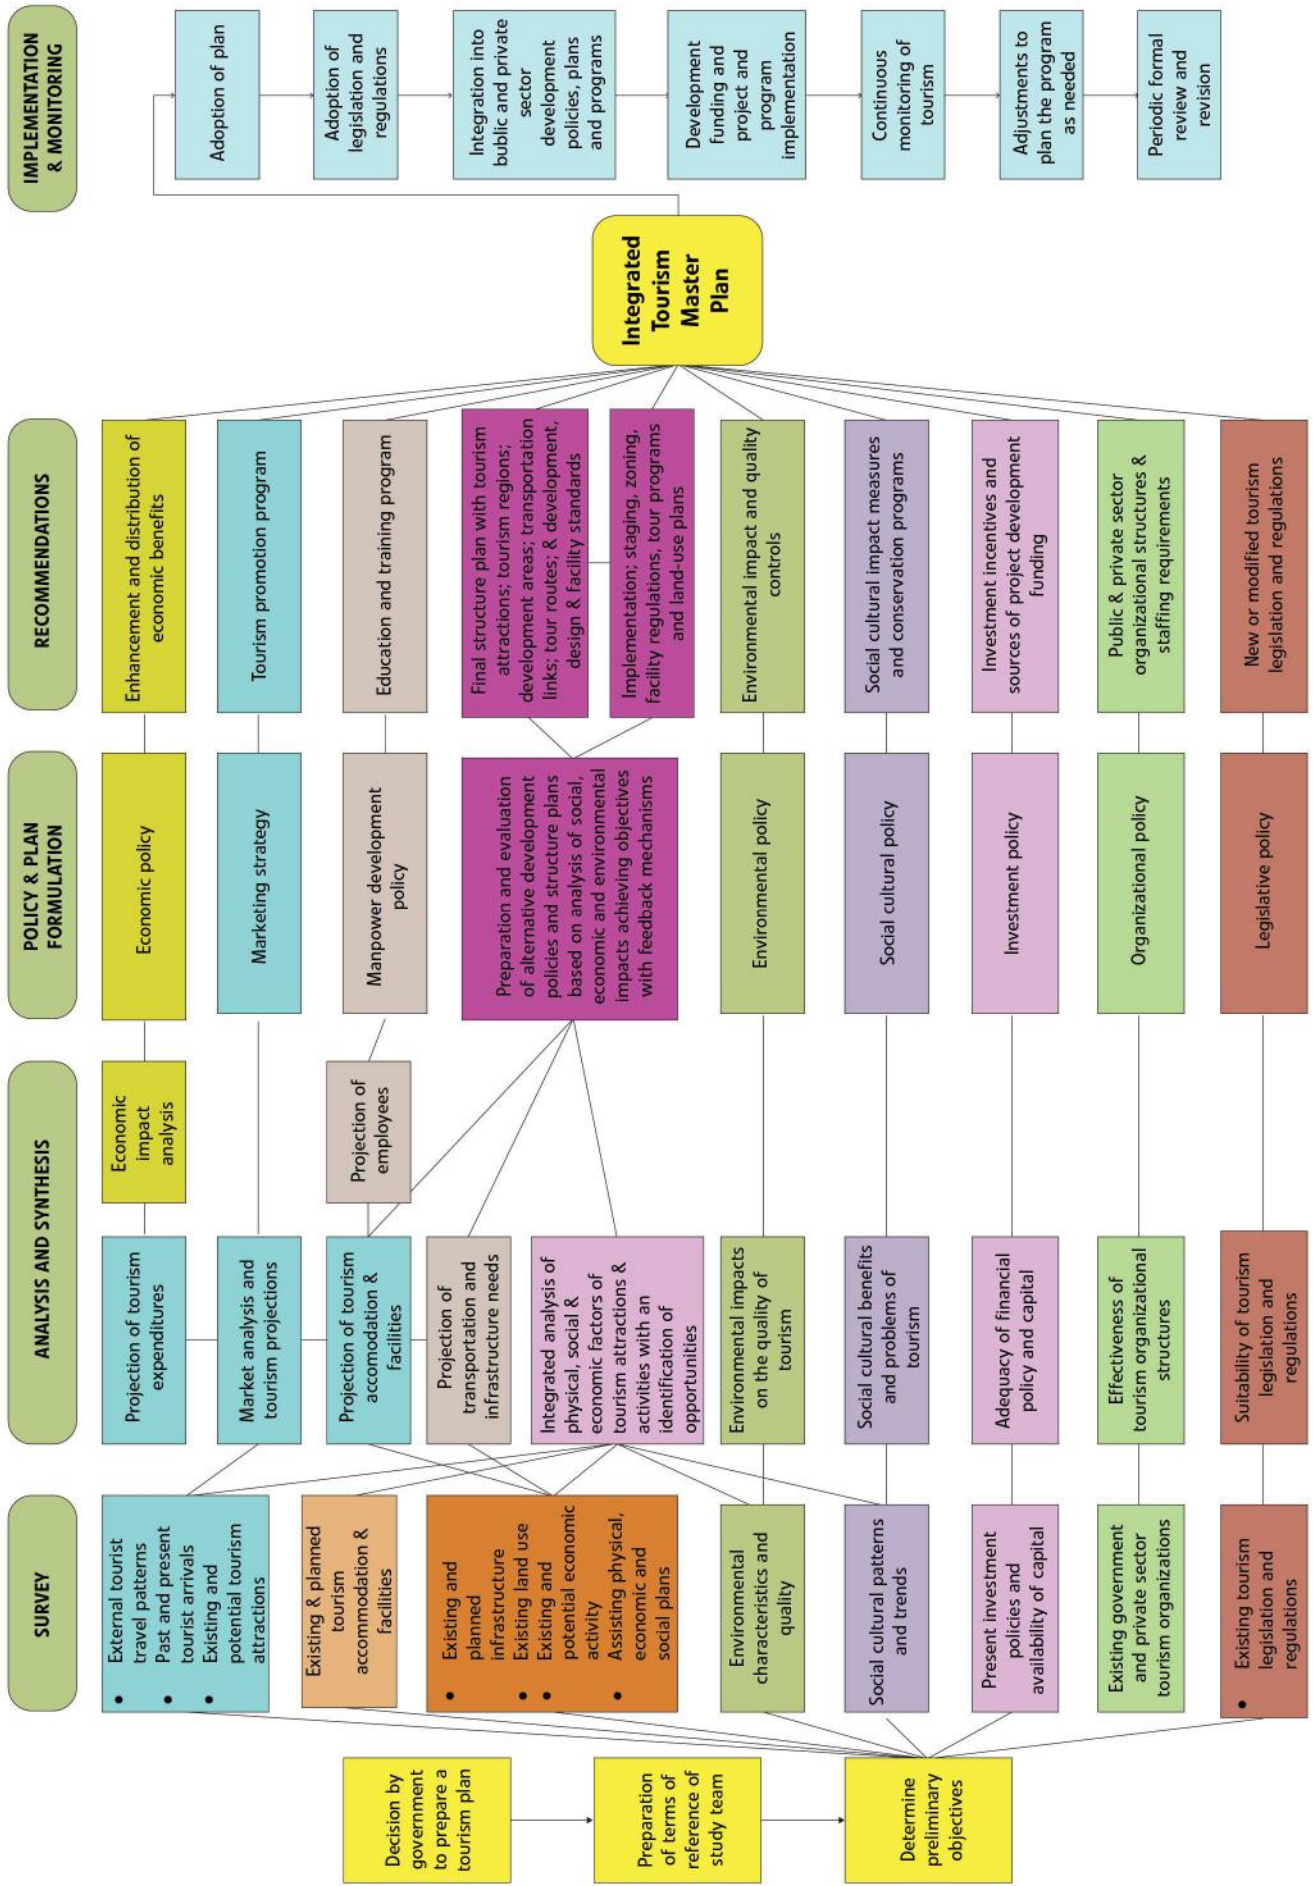 SURVEY
ANALYSIS AND SYNTHESIS
POLICY & PLAN
FORMULATION
RECOMMENDATIONS
IMPLEMENTATION
& MONITORING
Decision by
government
to prepare a
tourism plan
Preparation
of terms of
reference of
study team
Determine
preliminary
objectives
• External tourist
travel patterns
• Past and present
tourist arrivals
• Existing and
potential tourism
attractions
Existing & planned
tourism
accommodation &
facilities
• Existing and
planned
infrastructure
• Existing land use
• Existing and
potential economic
activity
• Assisting physical,
economic and
social plans
Environmental
characteristics and
quality
Social cultural patterns
and trends
Present investment
policies and
availability of capital
Existing government
and private sector
tourism organizations
• Existing tourism
legislation and
regulations
Projection of tourism
expenditures
Market analysis and
tourism projections
Projection of tourism
accomodation &
facilities
Projection of
transportation and
infrastructure needs
Integrated analysis of
physical, social &
economic factors of
tourism attractions &
activities with an
identification of
opportunities
Environmental impacts
on the quality of
tourism
Social cultural benefits
and problems of
tourism
Adequacy of financial
policy and capital
Effectiveness of
tourism organizational
structures
Suitability of tourism
legislation and
regulations
Economic
impact
analysis
Projection of
employees
Economic policy
Marketing strategy
Manpower development
policy
Preparation and evaluation
of alternative development
policies and structure plans
based on analysis of social,
economic and environmental
impacts achieving objectives
with feedback mechanisms
Environmental policy
Social cultural policy
Investment policy
Organizational policy
Legislative policy
Enhancement and distribution of
economic benefits
Tourism promotion program
Education and training program
Final structure plan with tourism
attractions; tourism regions;
development areas; transportation
links; tour routes; & development,
design & facility standards
Implementation; staging, zoning,
facility regulations, tour programs
and land-use plans
Environmental impact and quality
controls
Social cultural impact measures
and conservation programs
Investment incentives and
sources of project development
funding
Public & private sector
organizational structures &
staffing requirements
New or modified tourism
legislation and regulations
Integrated
Tourism
Master
Plan
Adoption of plan
Adoption of
legislation and
regulations
Integration into
bublic and private
sector
development
policies, plans
and programs
Development
funding and
project and
program
implementation
Continuous
monitoring of
tourism
Adjustments to
plan the program
as needed
Periodic formal
review and
revision